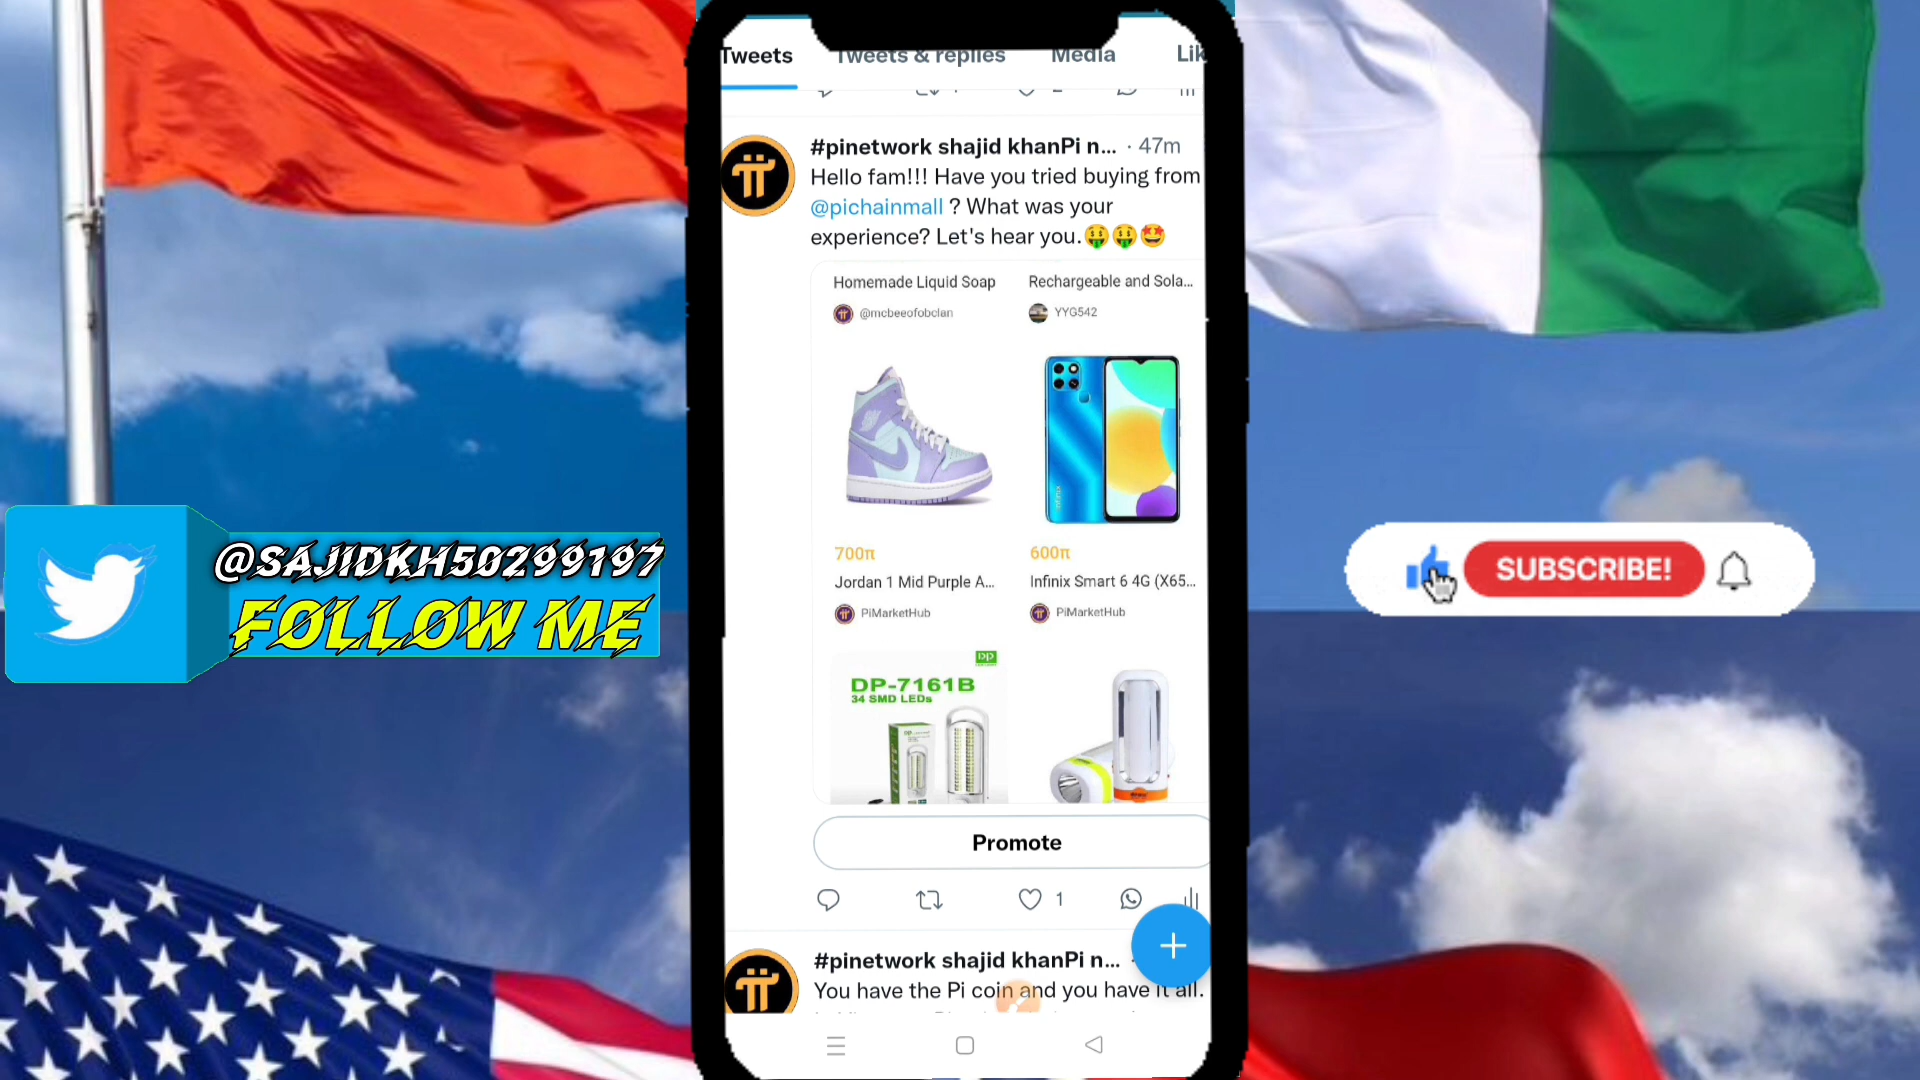 Tweets
Tweets & replies
Media
Lik
#pinetwork shajid khanPi n... · 47m
Hello fam!!! Have you tried buying from
@pichainmall ? What was your
experience? Let's hear you.🤑🤑🤩
Homemade Liquid Soap
@mcbeeofobclan
Rechargeable and Sola...
YYG542
700π
Jordan 1 Mid Purple A...
PiMarketHub
600π
Infinix Smart 6 4G (X65...
PiMarketHub
DP
DP-7161B
34 SMD LEDs
Promote
1
#pinetwork shajid khanPi n...
You have the Pi coin and you have it all.
@SAJIDKH50299197
FOLLOW ME
SUBSCRIBE!